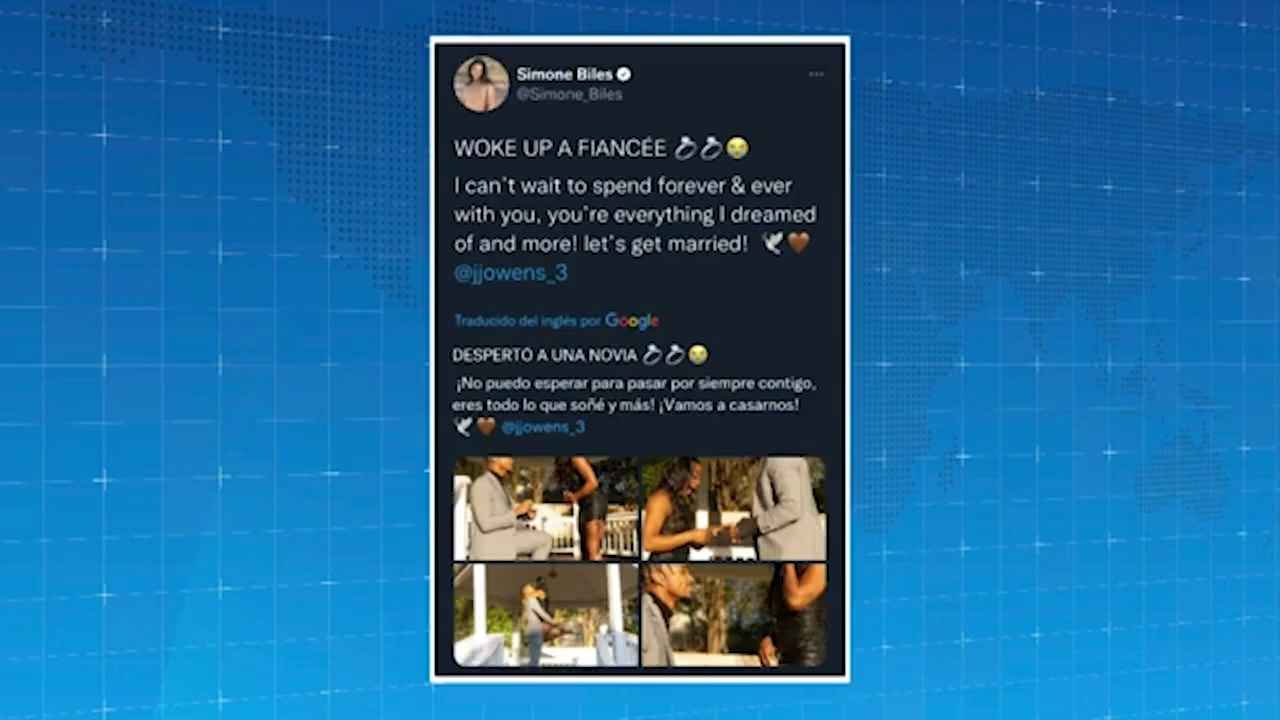 Simone Biles
@Simone_Biles
WOKE UP A FIANCÉE 💍💍😭
I can't wait to spend forever & ever
with you, you're everything I dreamed
of and more! let's get married! 🕊🤎
@jjowens_3
Traducido del inglés por Google
DESPERTÓ A UNA NOVIA 💍💍😭
¡No puedo esperar para pasar por siempre contigo,
eres todo lo que soñé y más! ¡Vamos a casarnos!
🕊🤎 @jjowens_3